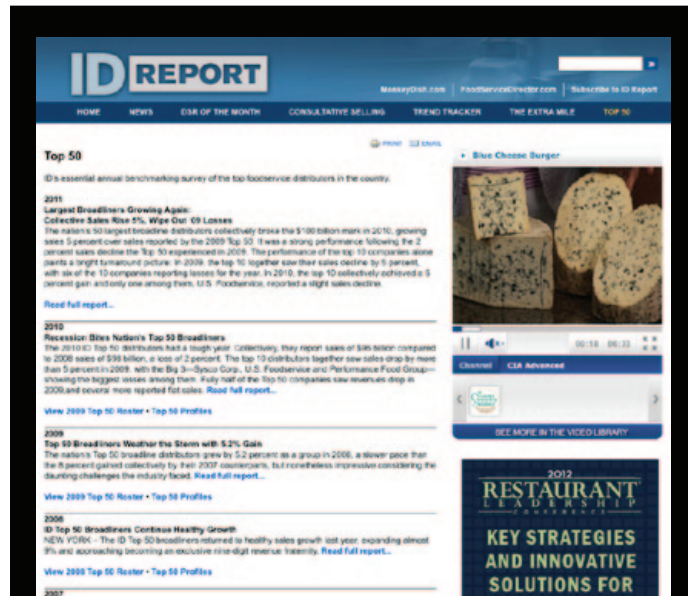 ID REPORT
»
MonkeyDish.com | FoodServiceDirector.com | Subscribe to ID Report
HOME NEWS DSR OF THE MONTH CONSULTATIVE SELLING TREND TRACKER THE EXTRA MILE TOP 50
PRINT EMAIL
Top 50
ID's essential annual benchmarking survey of the top foodservice distributors in the country.
2011
Largest Broadliners Growing Again:
Collective Sales Rise 5%, Wipe Out '09 Losses
The nation's 50 largest broadline distributors collectively broke the $100 billion mark in 2010, growing
sales 5 percent over sales reported by the 2009 Top 50. It was a strong performance following the 2
percent sales decline the Top 50 experienced in 2009. The performance of the top 10 companies alone
paints a bright turnaround picture: In 2009, the top 10 together saw their sales decline by 5 percent,
with six of the 10 companies reporting losses for the year. In 2010, the top 10 collectively achieved a 5
percent gain and only one among them, U.S. Foodservice, reported a slight sales decline.
Read full report...
2010
Recession Bites Nation's Top 50 Broadliners
The 2010 ID Top 50 distributors had a tough year. Collectively, they report sales of $96 billion compared
to 2008 sales of $98 billion, a loss of 2 percent. The top 10 distributors together saw sales drop by more
than 5 percent in 2009, with the Big 3—Sysco Corp., U.S. Foodservice and Performance Food Group—
showing the biggest losses among them. Fully half of the Top 50 companies saw revenues drop in
2009,and several more reported flat sales. Read full report...
View 2009 Top 50 Roster • Top 50 Profiles
2009
Top 50 Broadliners Weather the Storm with 5.2% Gain
The nation's Top 50 broadline distributors grew by 5.2 percent as a group in 2008, a slower pace than
the 8 percent gained collectively by their 2007 counterparts, but nonetheless impressive considering the
daunting challenges the industry faced. Read full report...
View 2009 Top 50 Roster • Top 50 Profiles
2008
ID Top 50 Broadliners Continue Healthy Growth
NEW YORK – The ID Top 50 broadliners returned to healthy sales growth last year, expanding almost
9% and approaching becoming an exclusive nine-digit revenue fraternity. Read full report...
View 2008 Top 50 Roster • Top 50 Profiles
2007
Blue Cheese Burger
00:58 06:33
Channel CIA Advanced
SEE MORE IN THE VIDEO LIBRARY
2012
RESTAURANT
LEADERSHIP
CONFERENCE
KEY STRATEGIES
AND INNOVATIVE
SOLUTIONS FOR